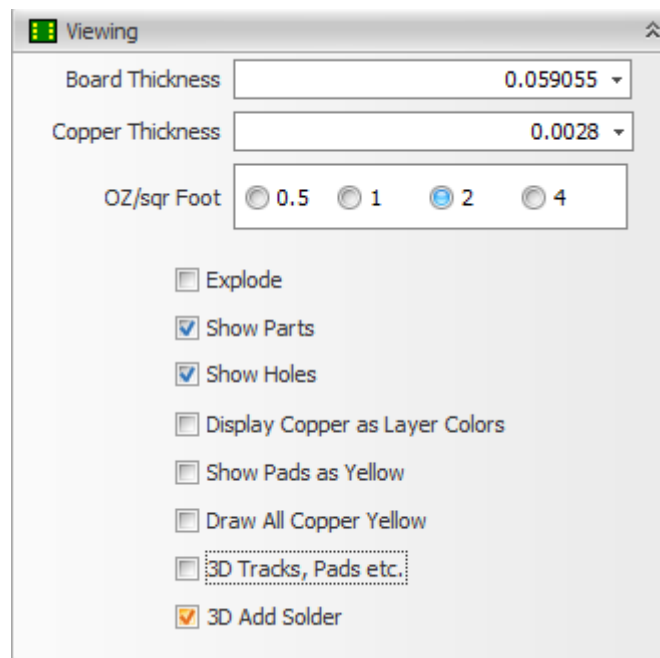 Viewing
Board Thickness 0.059055
Copper Thickness 0.0028
OZ/sqr Foot 0.5 1 2 4
Explode
Show Parts
Show Holes
Display Copper as Layer Colors
Show Pads as Yellow
Draw All Copper Yellow
3D Tracks, Pads etc.
3D Add Solder